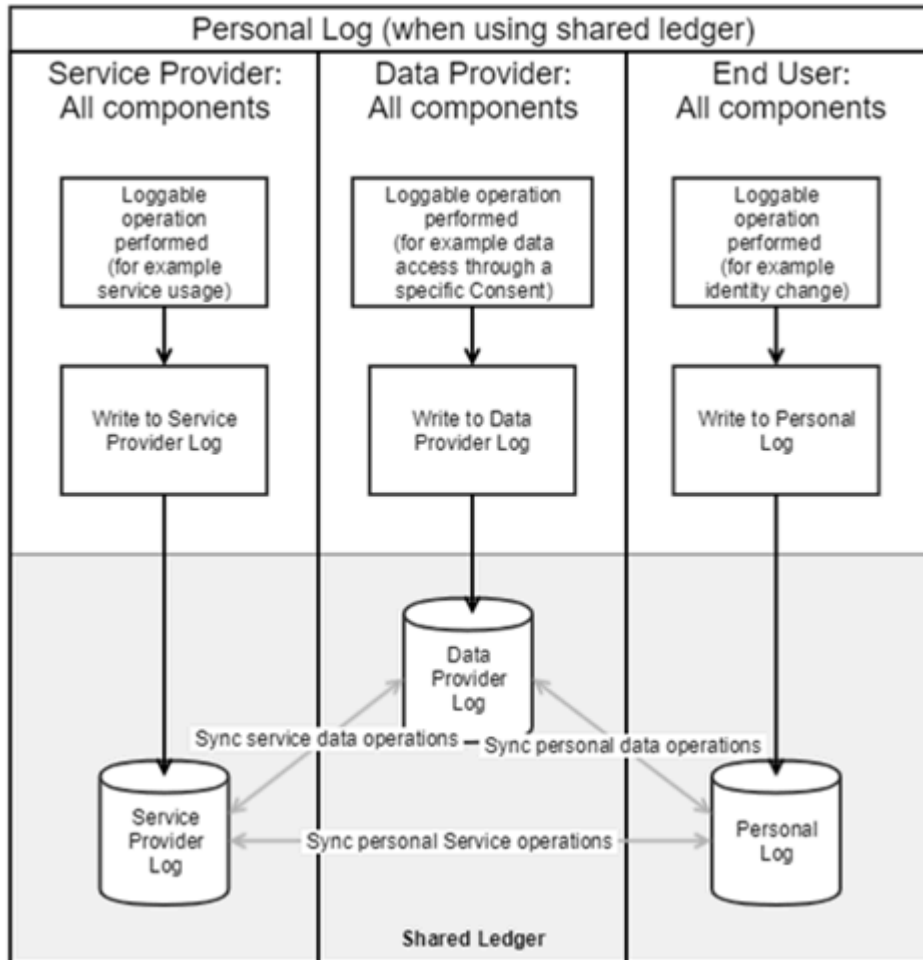 Personal Log (when using shared ledger)
Service Provider:
All components
Data Provider:
All components
End User:
All components
Loggable
operation
performed
(for example
service usage)
Loggable operation
performed
(for example data
access through a
specific Consent)
Loggable
operation
performed
(for example
identity change)
Write to Service
Provider Log
Write to Data
Provider Log
Write to Personal
Log
Data
Provider
Log
Sync service data operations
Sync personal data operations
Service
Provider
Log
Sync personal Service operations
Personal
Log
Shared Ledger